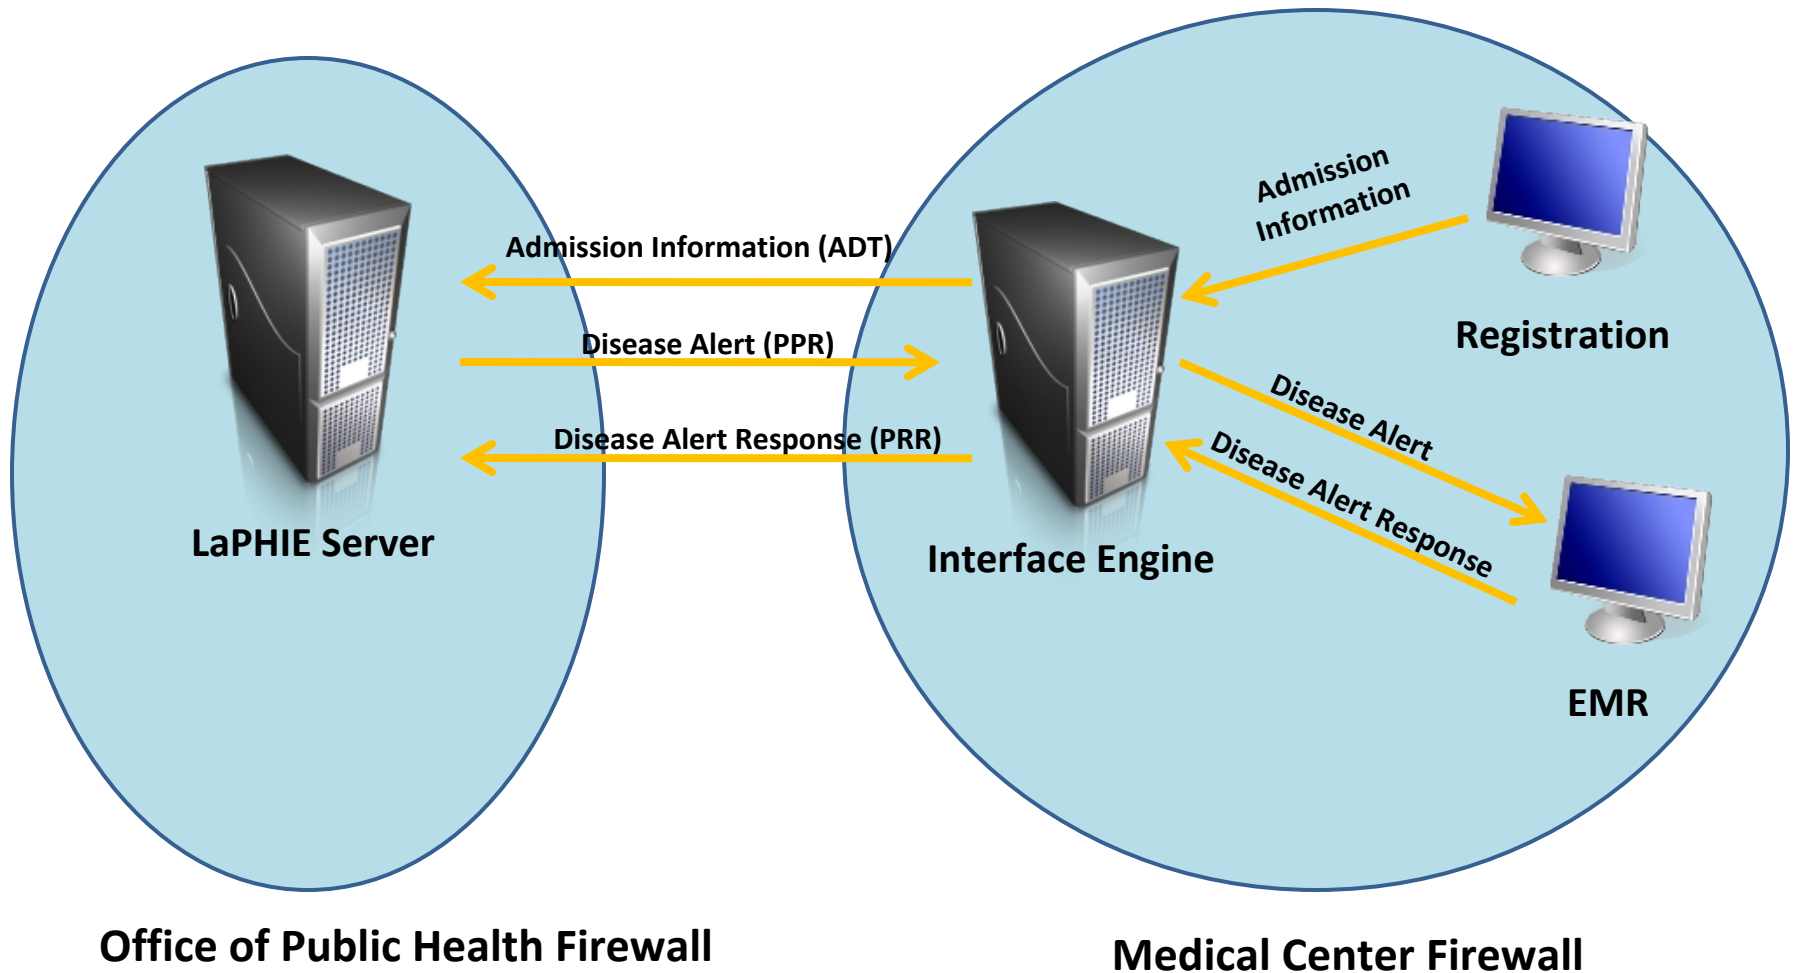 Admission
Information
Admission Information (ADT)
Registration
Disease Alert (PPR)
Disease Alert
Disease Alert Response (PRR)
Disease Alert Response
LaPHIE Server
Interface Engine
EMR
Office of Public Health Firewall
Medical Center Firewall